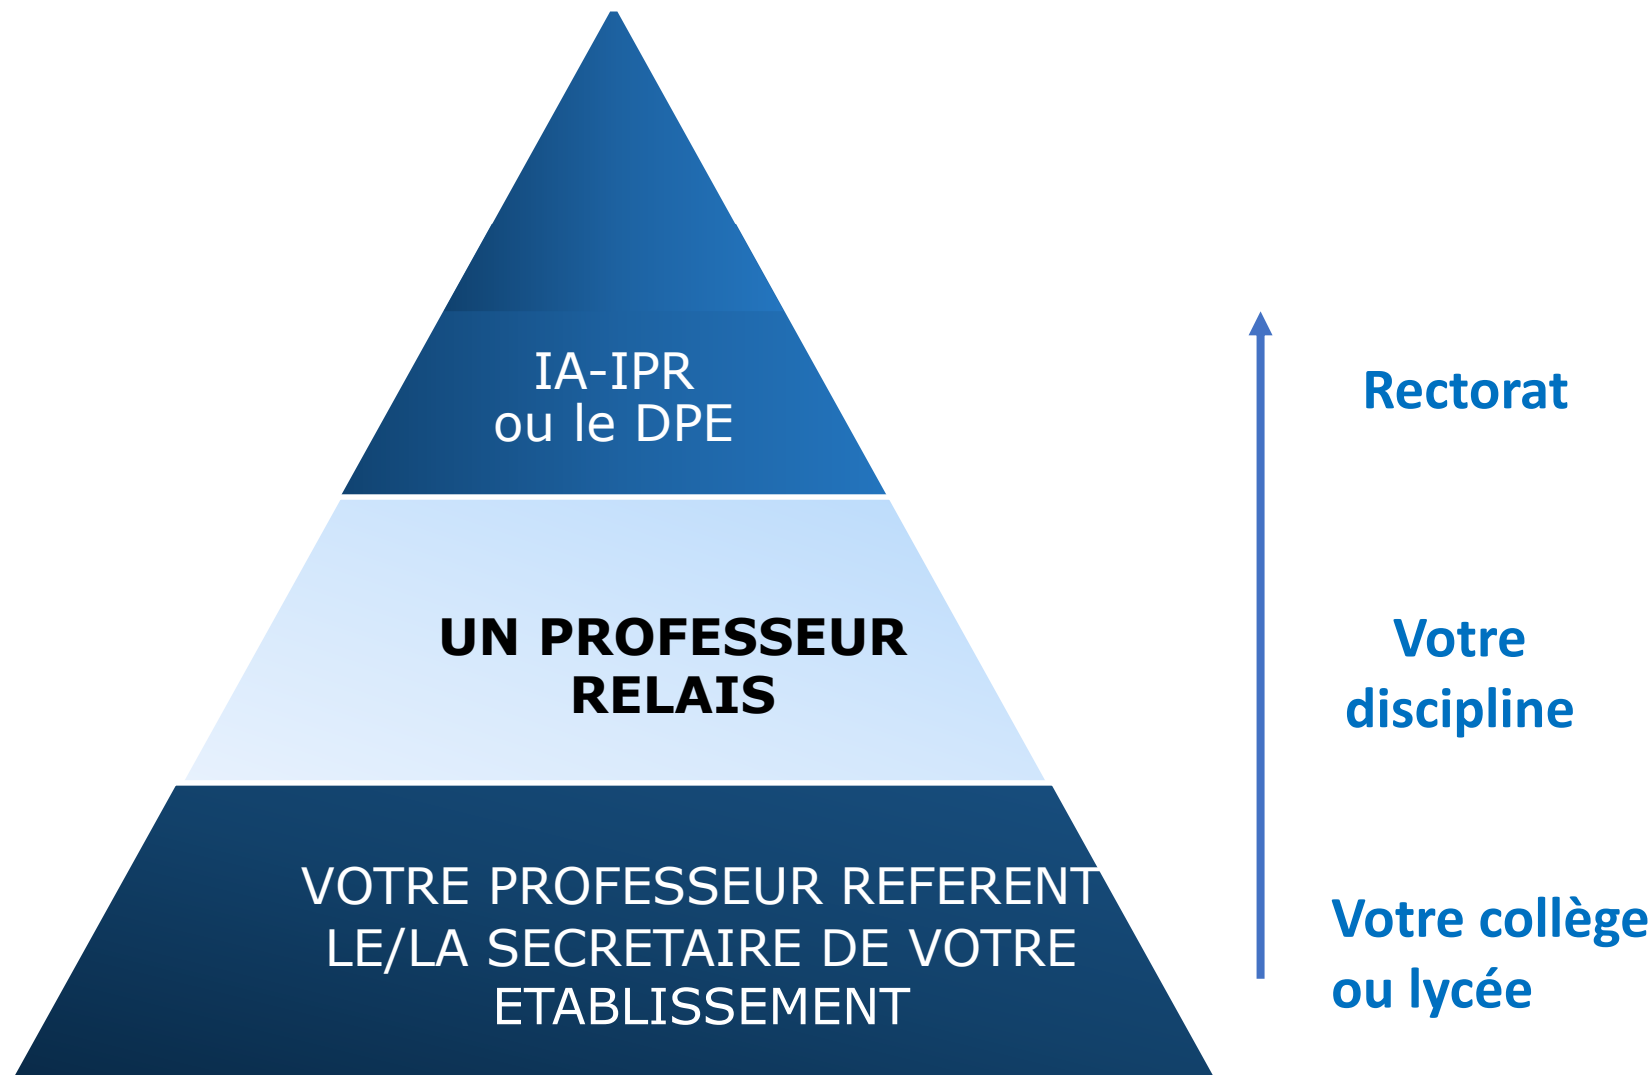 IA-IPR
ou le DPE
Rectorat
UN PROFESSEUR
RELAIS
Votre
discipline
VOTRE PROFESSEUR REFERENT
LE/LA SECRETAIRE DE VOTRE
ETABLISSEMENT
Votre collège
ou lycée